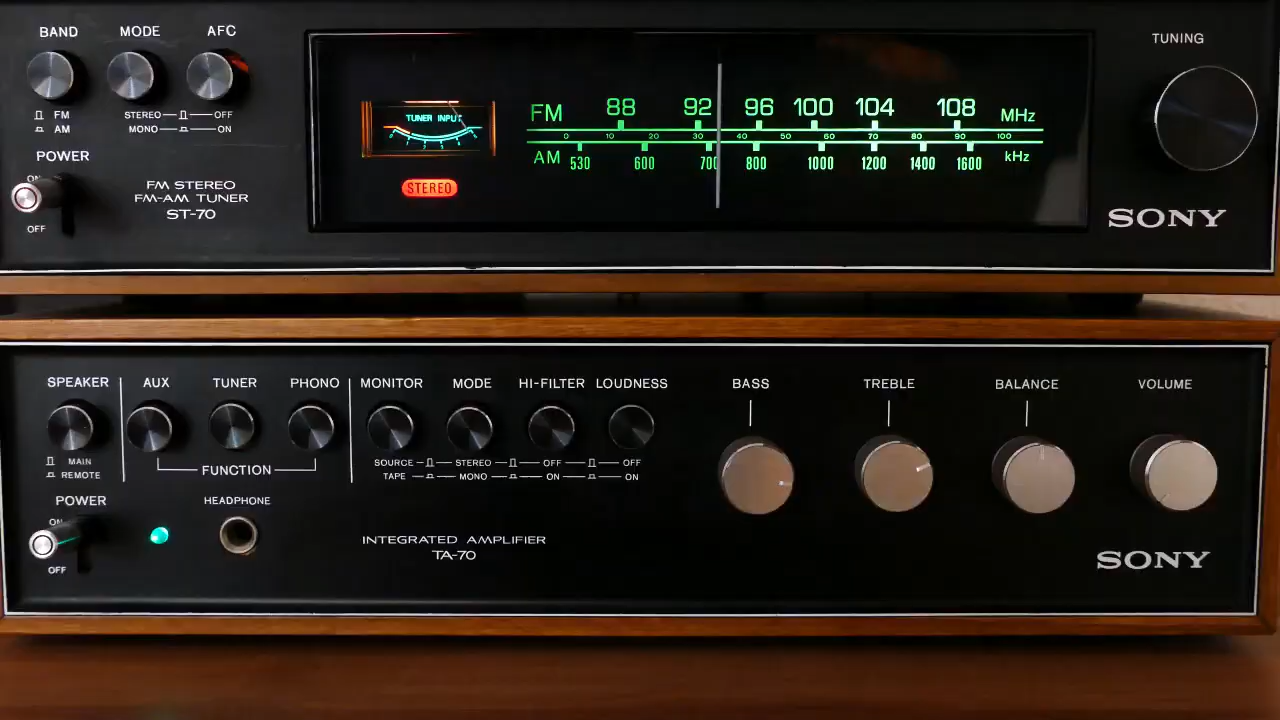 BAND MODE AFC
TUNING
FM
AM
STEREO OFF
MONO ON
POWER
ON
OFF
FM STEREO
FM-AM TUNER
ST-70
TUNER INPUT
STEREO
FM 88 92 96 100 104 108 MHz
0 10 20 30 40 50 60 70 80 90 100
AM 530 600 700 800 1000 1200 1400 1600 kHz
SONY
SPEAKER AUX TUNER PHONO MONITOR MODE HI-FILTER LOUDNESS BASS TREBLE BALANCE VOLUME
MAIN
REMOTE
FUNCTION
SOURCE STEREO OFF OFF
TAPE MONO ON ON
POWER
ON
OFF
HEADPHONE
INTEGRATED AMPLIFIER
TA-70
SONY